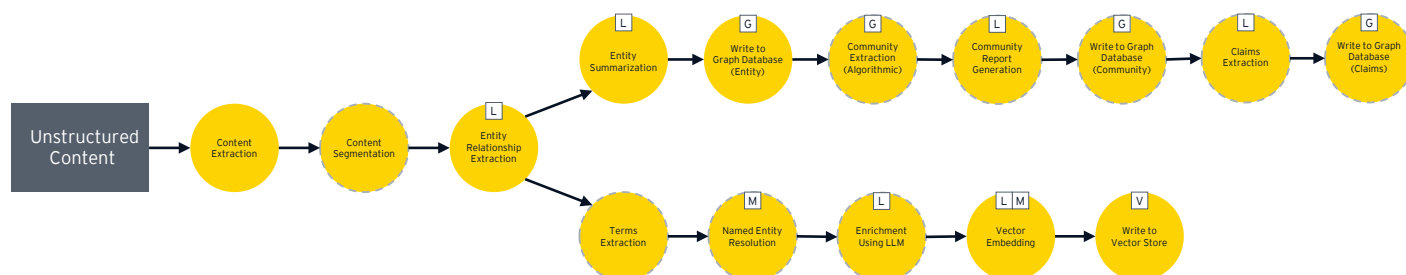 Unstructured
Content
Content
Extraction
Content
Segmentation
L
Entity
Relationship
Extraction
L
Entity
Summarization
G
Write to
Graph Database
(Entity)
G
Community
Extraction
(Algorithmic)
L
Community
Report
Generation
G
Write to Graph
Database
(Community)
L
Claims
Extraction
G
Write to Graph
Database
(Claims)
Terms
Extraction
M
Named Entity
Resolution
L
Enrichment
Using LLM
L M
Vector
Embedding
V
Write to
Vector Store